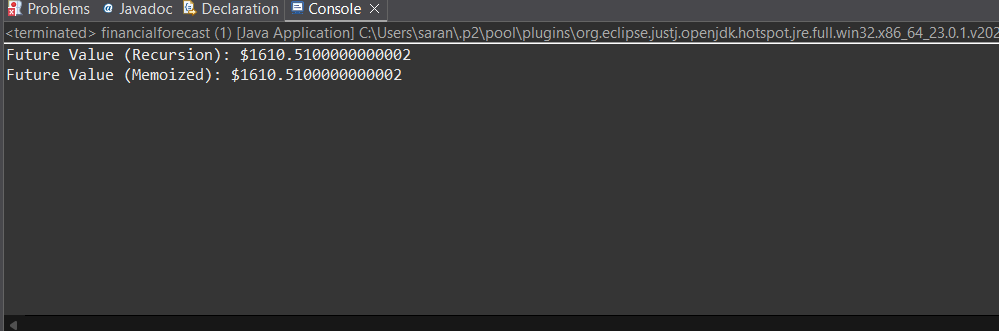 Problems Javadoc Declaration Console
<terminated> financialforecast (1) [Java Application] C:\Users\saran\.p2\pool\plugins\org.eclipse.justj.openjdk.hotspot.jre.full.win32.x86_64_23.0.1.v202
Future Value (Recursion): $1610.5100000000002
Future Value (Memoized): $1610.5100000000002